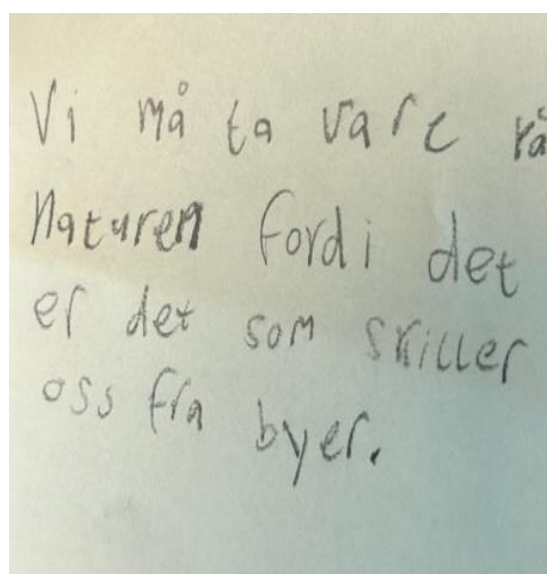 Vi må ta vare på
Naturen fordi det
er det som skiller
oss fra byer.